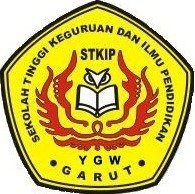 SEKOLAH TINGGI KEGURUAN DAN ILMU PENDIDIKAN
STKIP
YGW
GARUT